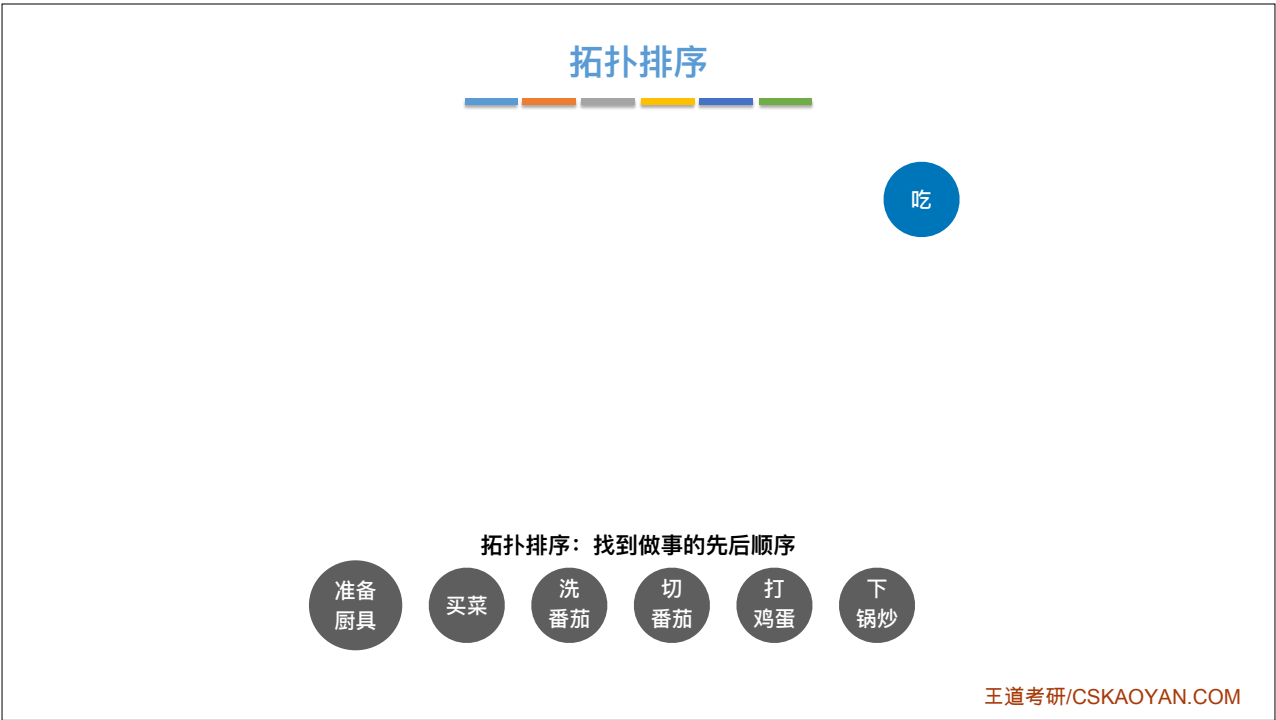 拓扑排序
吃
拓扑排序：找到做事的先后顺序
准备
厨具
买菜
洗
番茄
切
番茄
打
鸡蛋
下
锅炒
王道考研/CSKAOYAN.COM